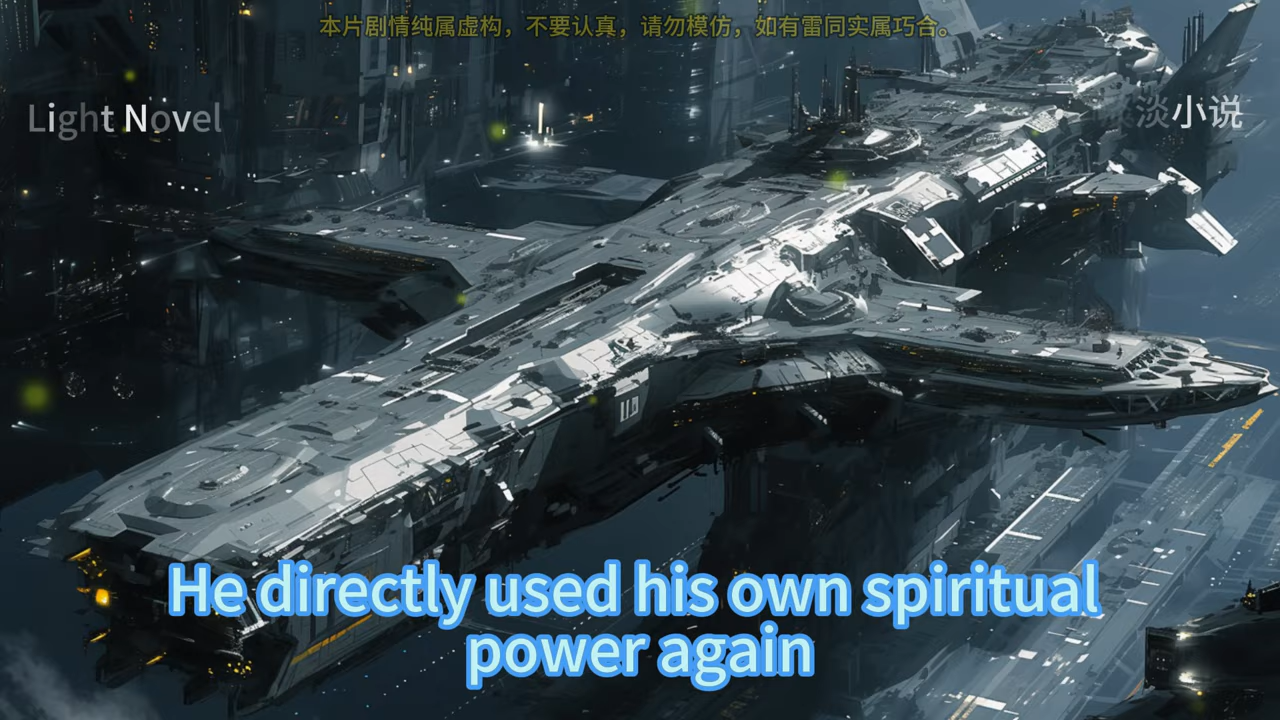 本片剧情纯属虚构，不要认真，请勿模仿，如有雷同实属巧合。
Light Novel
淡小说
He directly used his own spiritual
power again